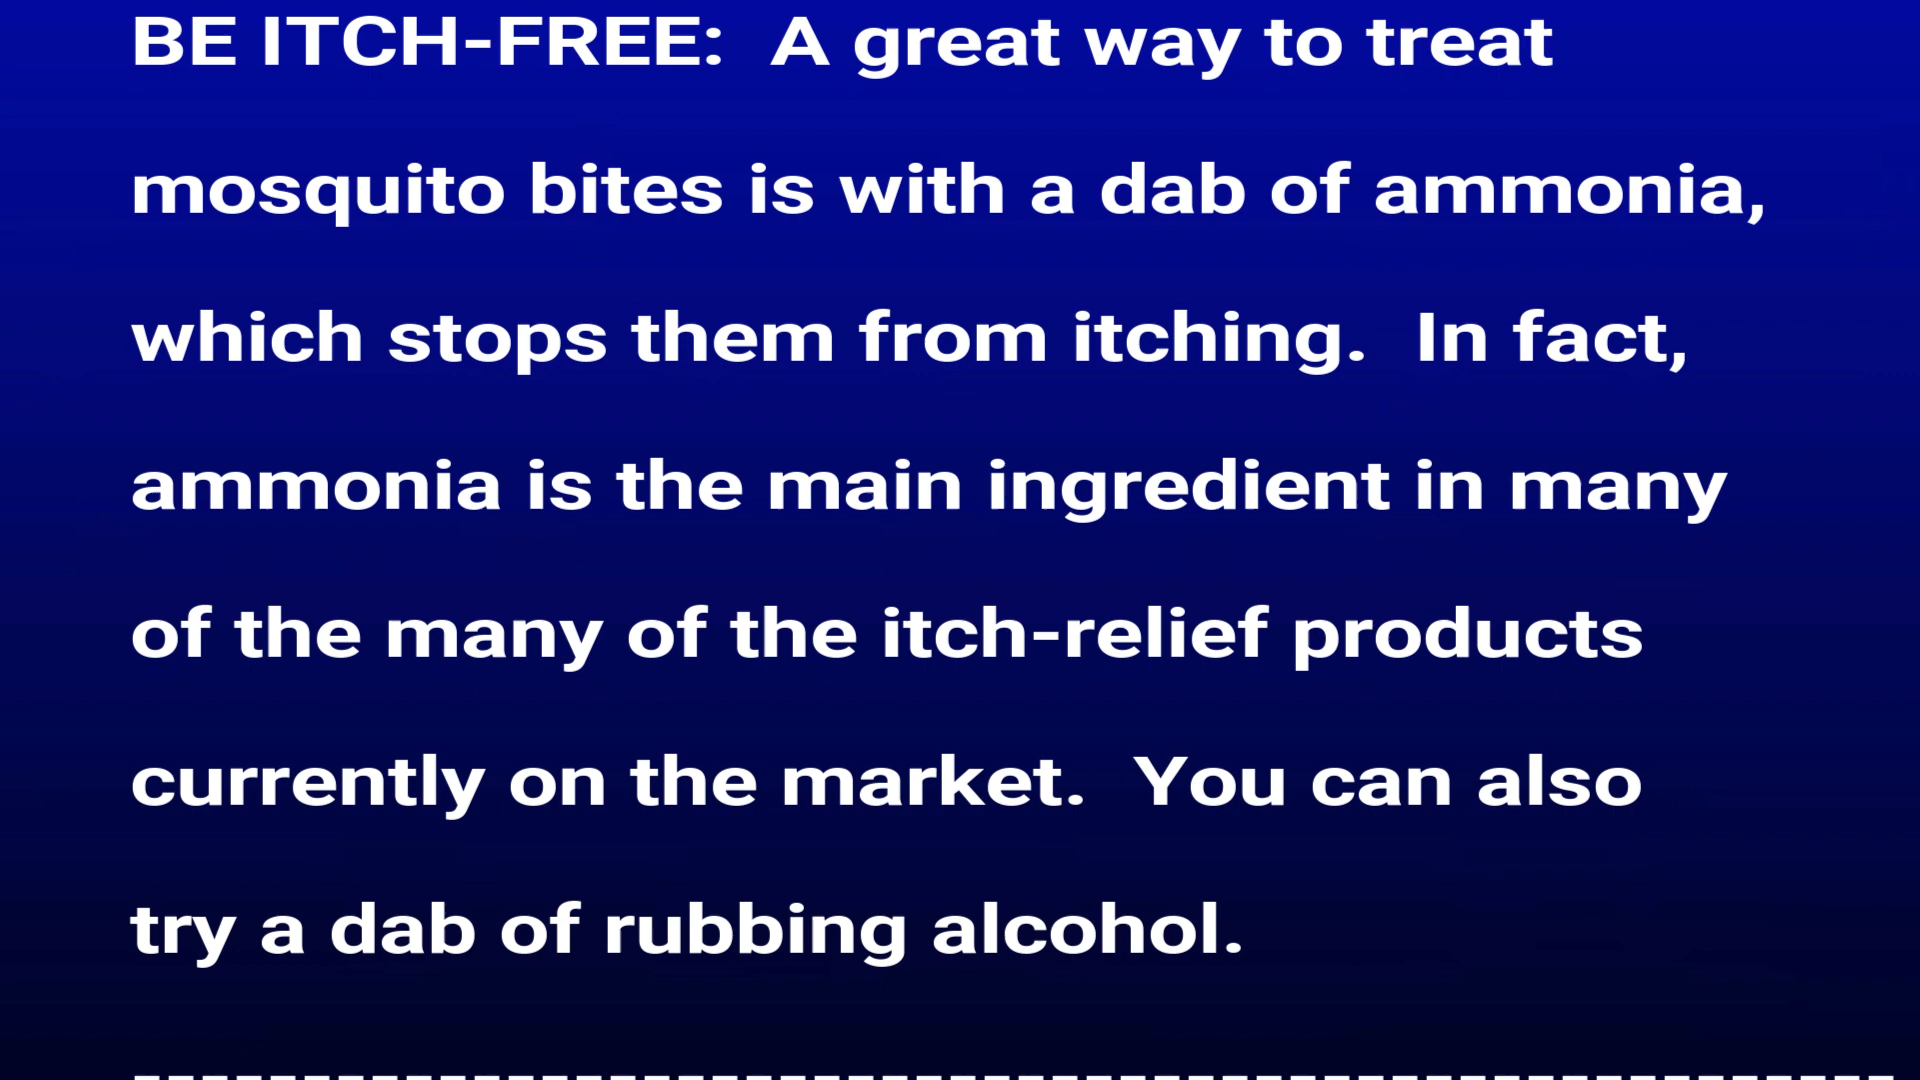 BE ITCH-FREE:  A great way to treat
mosquito bites is with a dab of ammonia,
which stops them from itching.  In fact,
ammonia is the main ingredient in many
of the many of the itch-relief products
currently on the market.  You can also
try a dab of rubbing alcohol.